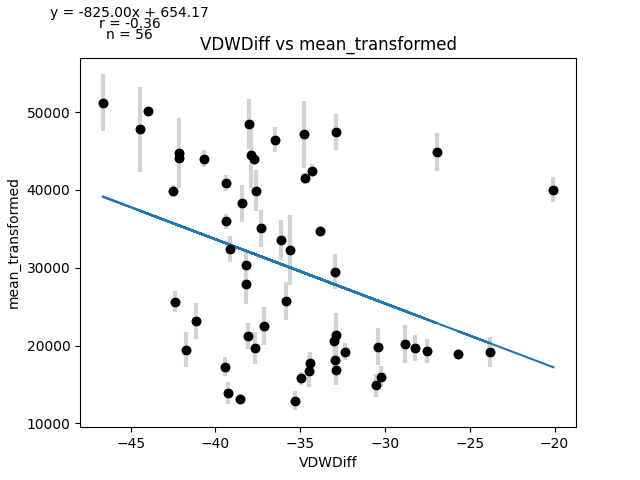 y = -825.00x + 654.17
r = -0.36
n = 56
VDWDiff vs mean_transformed
50000
40000
30000
20000
10000
mean_transformed
−45
−40
−35
−30
−25
−20
VDWDiff